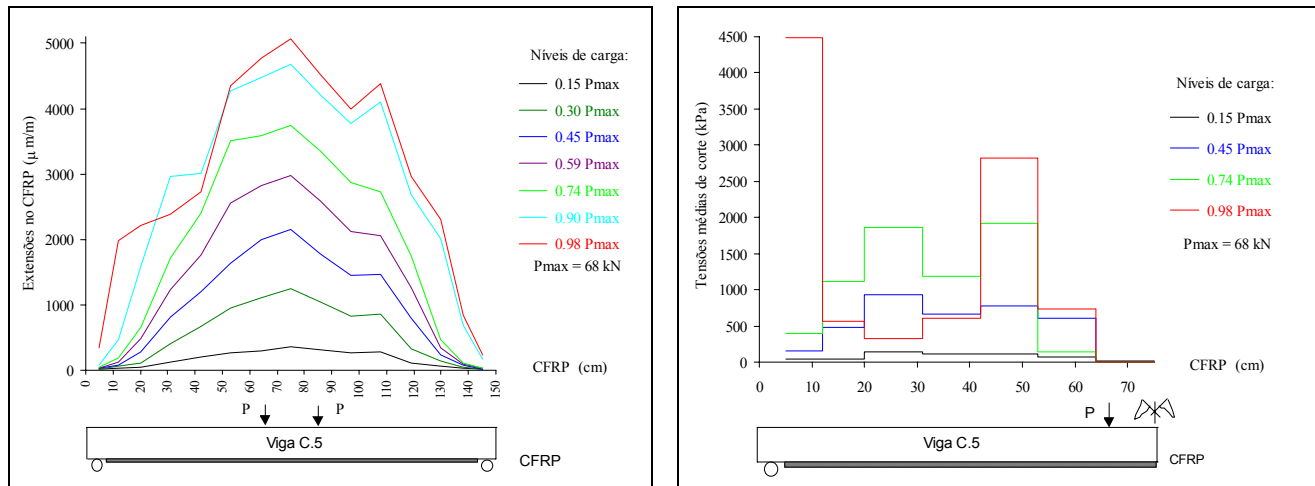 Extensões no CFRP (μ m/m)
5000
4000
3000
2000
1000
0
Níveis de carga:
0.15 Pmax
0.30 Pmax
0.45 Pmax
0.59 Pmax
0.74 Pmax
0.90 Pmax
0.98 Pmax
Pmax = 68 kN
CFRP (cm)
0 10 20 30 40 50 60 70 80 90 100 110 120 130 140 150
P P
Viga C.5
CFRP
Tensões médias de corte (kPa)
4500
4000
3500
3000
2500
2000
1500
1000
500
0
Níveis de carga:
0.15 Pmax
0.45 Pmax
0.74 Pmax
0.98 Pmax
Pmax = 68 kN
CFRP (cm)
0 10 20 30 40 50 60 70
P
Viga C.5
CFRP